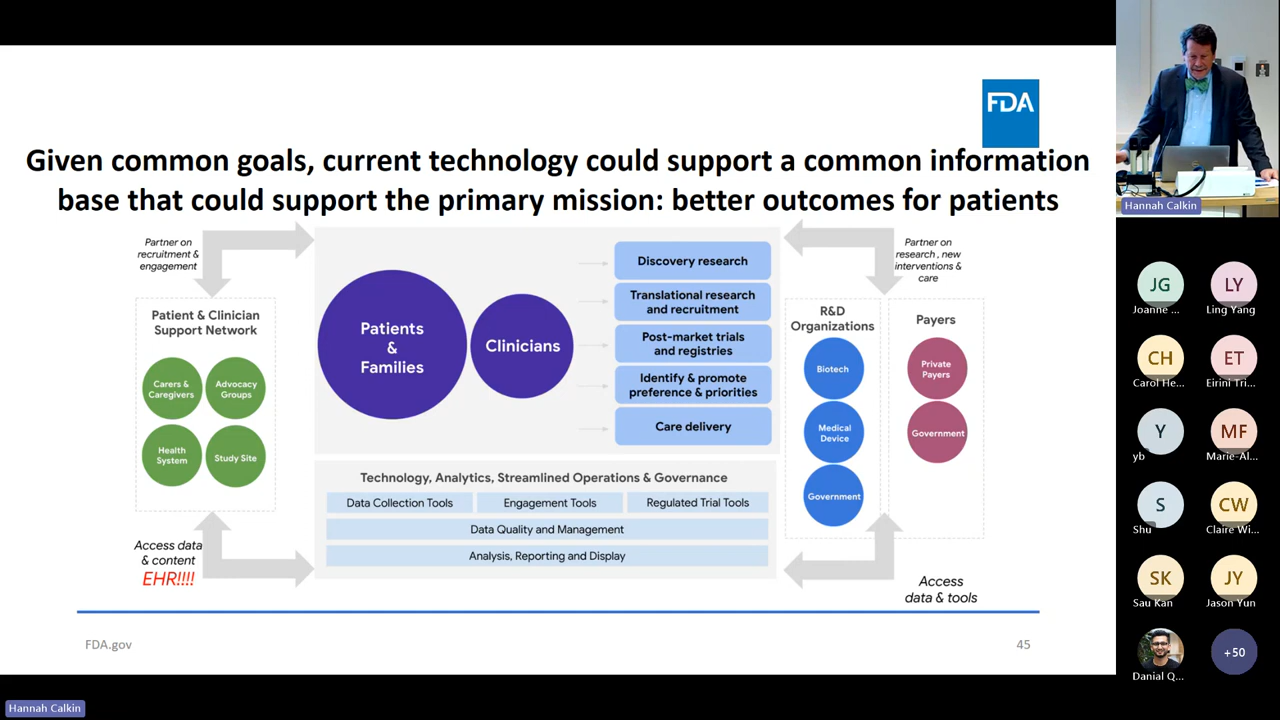 FDA
Given common goals, current technology could support a common information
base that could support the primary mission: better outcomes for patients
Partner on
recruitment &
engagement
Patient & Clinician
Support Network
Carers &
Caregivers
Advocacy
Groups
Health
System
Study Site
Access data
& content
EHR!!!!
Patients
&
Families
Clinicians
Discovery research
Translational research
and recruitment
Post-market trials
and registries
Identify & promote
preference & priorities
Care delivery
Technology, Analytics, Streamlined Operations & Governance
Data Collection Tools
Engagement Tools
Regulated Trial Tools
Data Quality and Management
Analysis, Reporting and Display
Partner on
research , new
interventions &
care
R&D
Organizations
Biotech
Medical
Device
Government
Payers
Private
Payers
Government
Access
data & tools
FDA.gov
45
Hannah Calkin
Hannah Calkin
JG
Joanne ...
LY
Ling Yang
CH
Carol He...
ET
Eirini Tri...
Y
yb
MF
Marie-Al...
S
Shu
CW
Claire Wi...
SK
Sau Kan
JY
Jason Yun
Danial Q...
+50